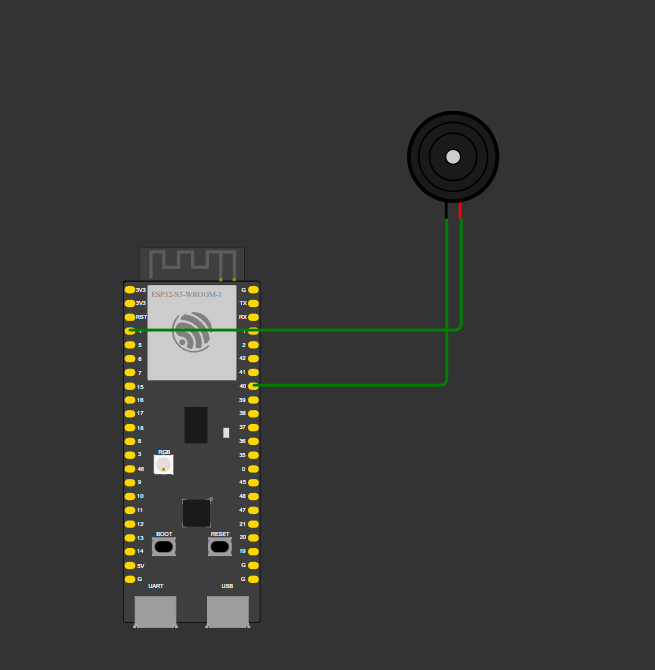 ESP32-S3-WROOM-1
3V3 G
3V3 TX
RST RX
5 2
6 42
7 41
15 40
16 39
17 38
18 37
8 36
3 35
46 0
9 45
10 48
11 47
12 21
13 20
14 19
5V G
G G
RGB
BOOT RESET
UART USB